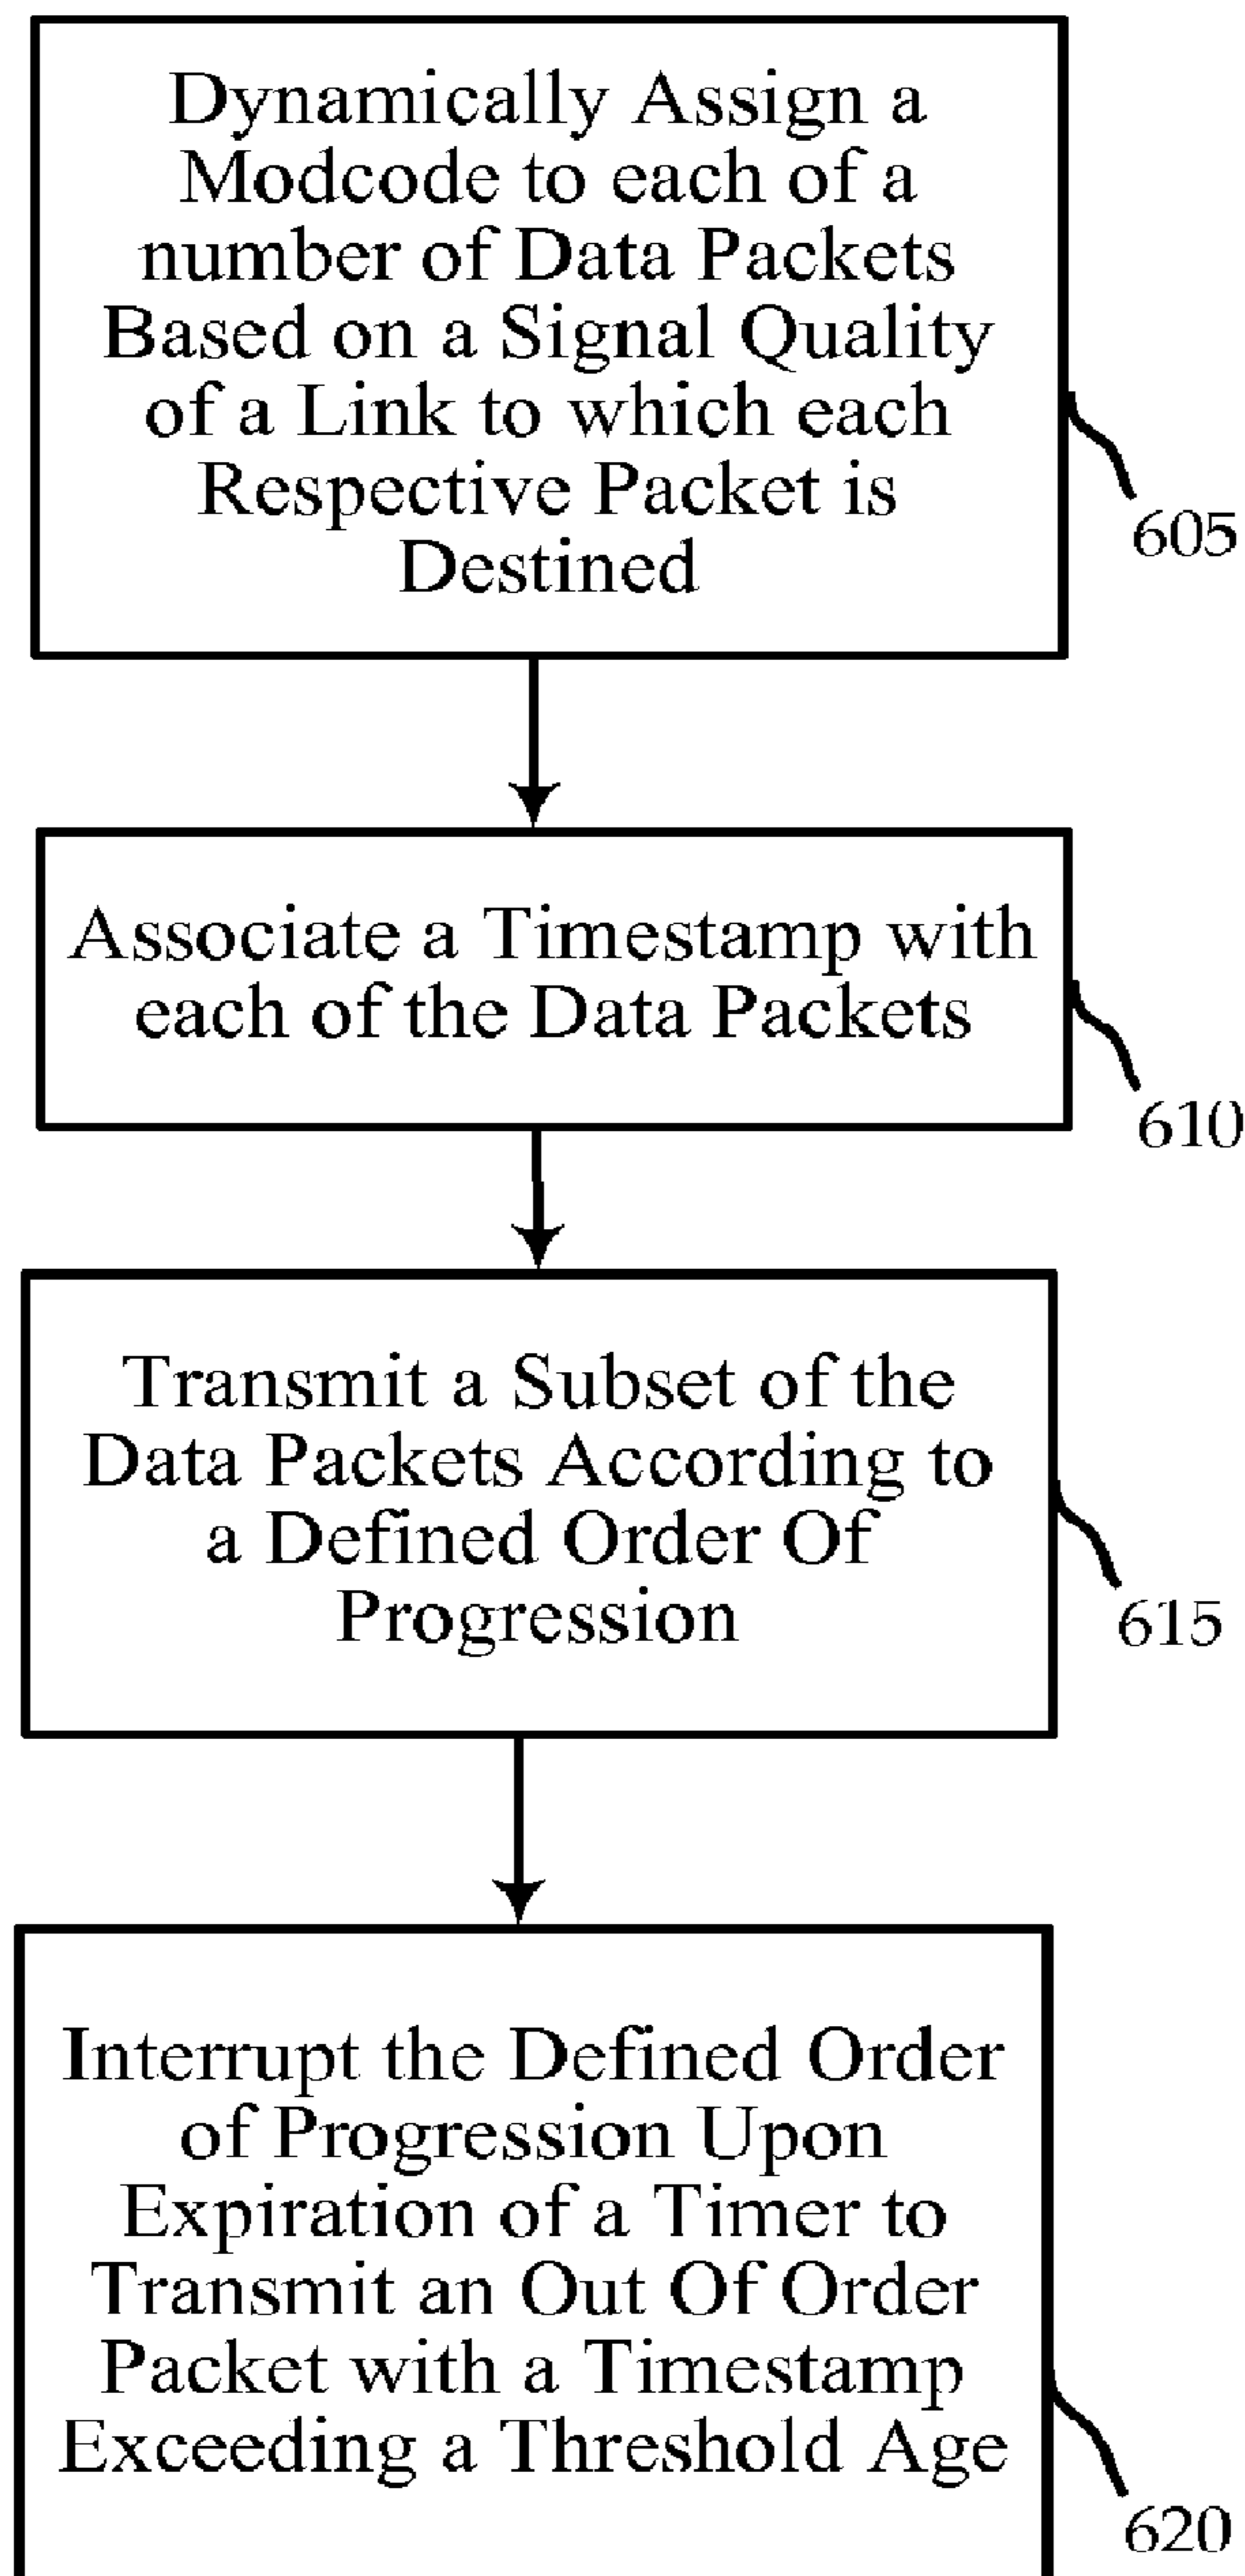 Dynamically Assign a
Modcode to each of a
number of Data Packets
Based on a Signal Quality
of a Link to which each
Respective Packet is
Destined
605
Associate a Timestamp with
each of the Data Packets
610
Transmit a Subset of the
Data Packets According to
a Defined Order Of
Progression
615
Interrupt the Defined Order
of Progression Upon
Expiration of a Timer to
Transmit an Out Of Order
Packet with a Timestamp
Exceeding a Threshold Age
620